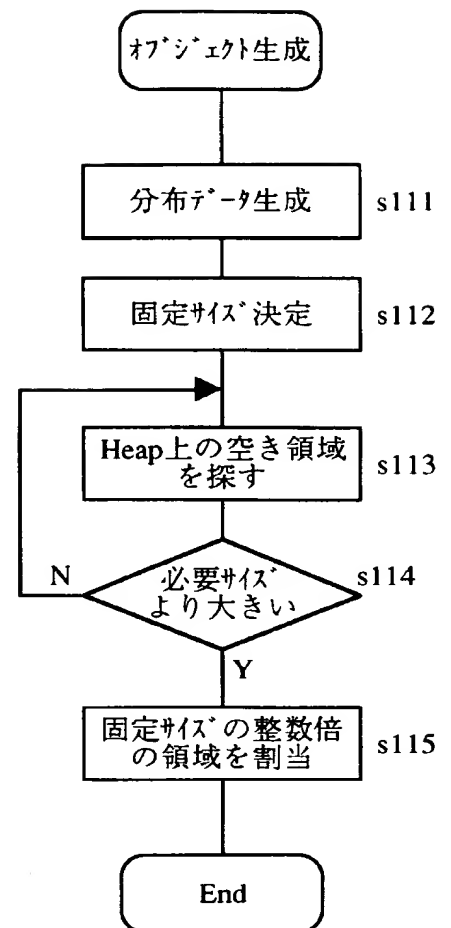 ｵﾌﾞｼﾞｪｸﾄ生成
分布ﾃﾞｰﾀ生成
s111
固定ｻｲｽﾞ決定
s112
Heap上の空き領域
を探す
s113
必要ｻｲｽﾞ
より大きい
s114
N
Y
固定ｻｲｽﾞの整数倍
の領域を割当
s115
End